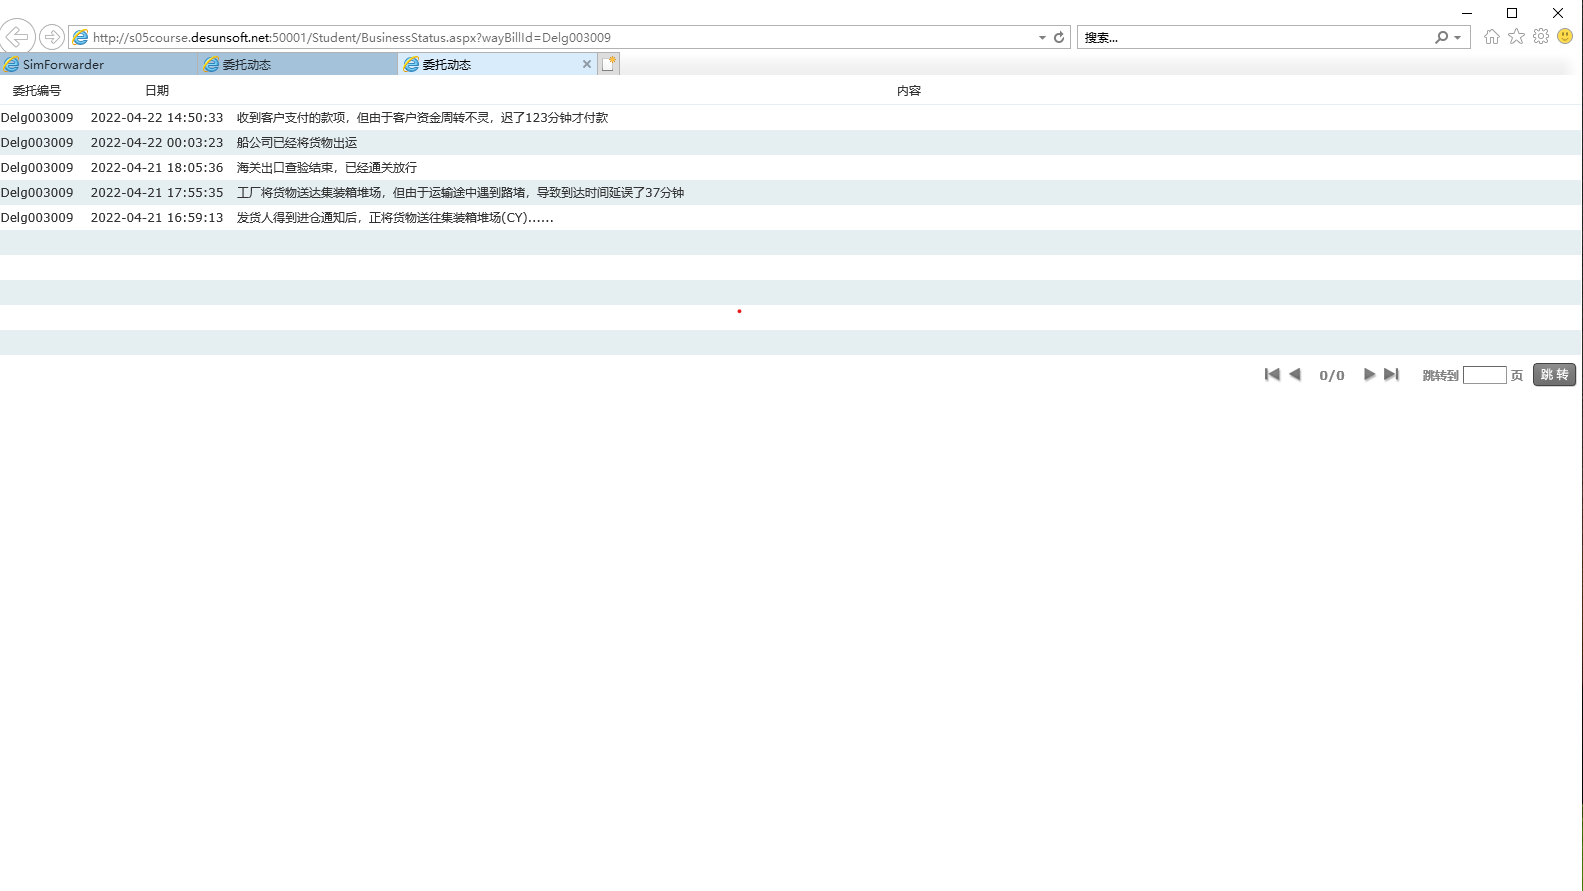 http://s05course.desunsoft.net:50001/Student/BusinessStatus.aspx?wayBillId=Delg003009 搜索...
SimForwarder 委托动态 委托动态
委托编号 日期 内容
Delg003009 2022-04-22 14:50:33 收到客户支付的款项，但由于客户资金周转不灵，迟了123分钟才付款
Delg003009 2022-04-22 00:03:23 船公司已经将货物出运
Delg003009 2022-04-21 18:05:36 海关出口查验结束，已经通关放行
Delg003009 2022-04-21 17:55:35 工厂将货物送达集装箱堆场，但由于运输途中遇到路堵，导致到达时间延误了37分钟
Delg003009 2022-04-21 16:59:13 发货人得到进仓通知后，正将货物送往集装箱堆场(CY)......
0/0 跳转到 页 跳 转